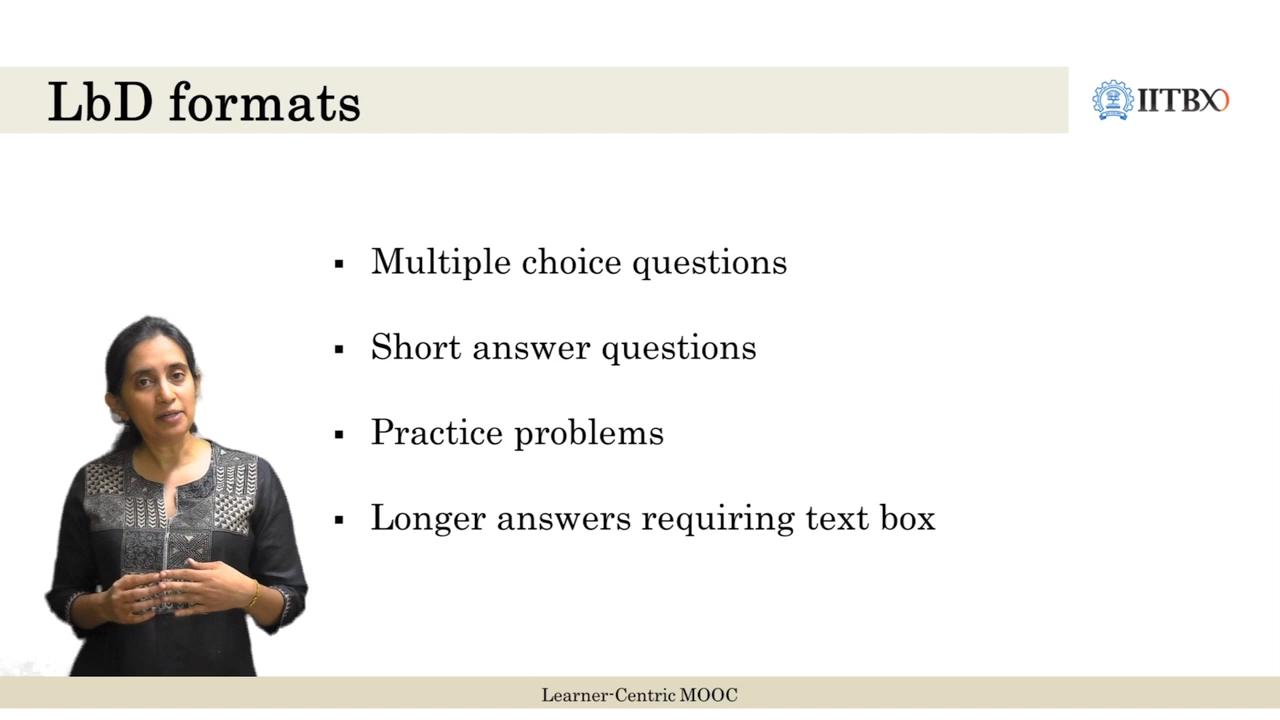 LbD formats
IITBX
Multiple choice questions
Short answer questions
Practice problems
Longer answers requiring text box
Learner-Centric MOOC